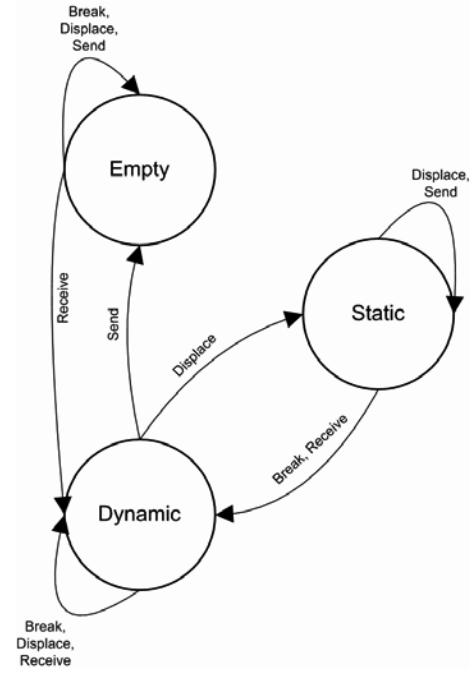 Break,
Displace,
Send
Empty
Displace,
Send
Receive
Send
Displace
Static
Break, Receive
Dynamic
Break,
Displace,
Receive